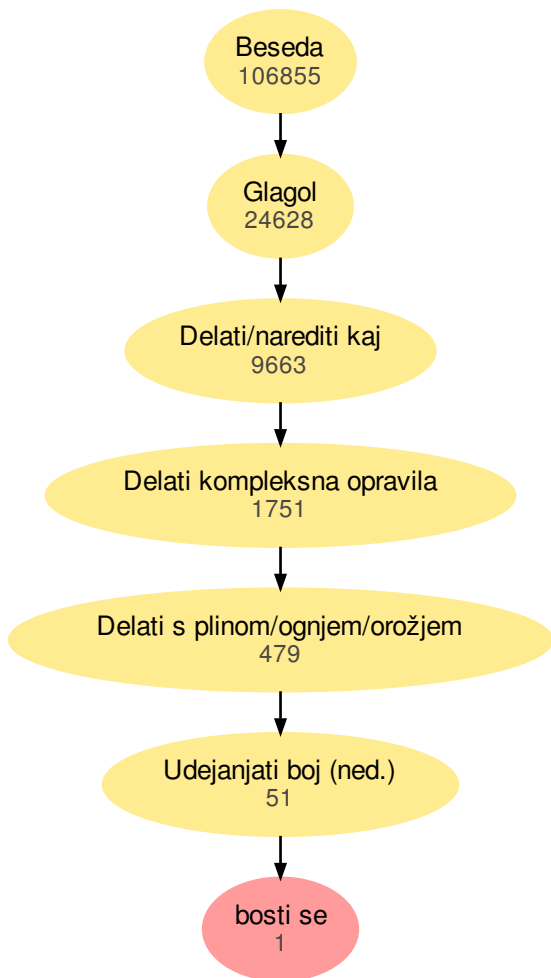 Beseda
106855
Glagol
24628
Delati/narediti kaj
9663
Delati kompleksna opravila
1751
Delati s plinom/ognjem/orožjem
479
Udejanjati boj (ned.)
51
bosti se
1